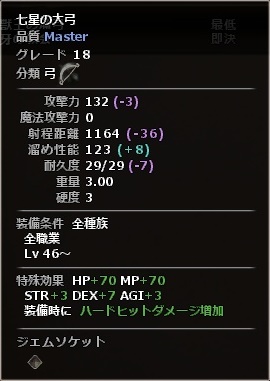 七星の大弓
品質 Master
グレード 18
分類 弓
最低
即決
攻撃力 132 (-3)
魔法攻撃力 0
射程距離 1164 (-36)
溜め性能 123 (+8)
耐久度 29/29 (-7)
重量 3.00
硬度 3
装備条件 全種族
全職業
Lv 46～
特殊効果 HP+70 MP+70
STR+3 DEX+7 AGI+3
装備時に ハードヒットダメージ増加
ジェムソケット